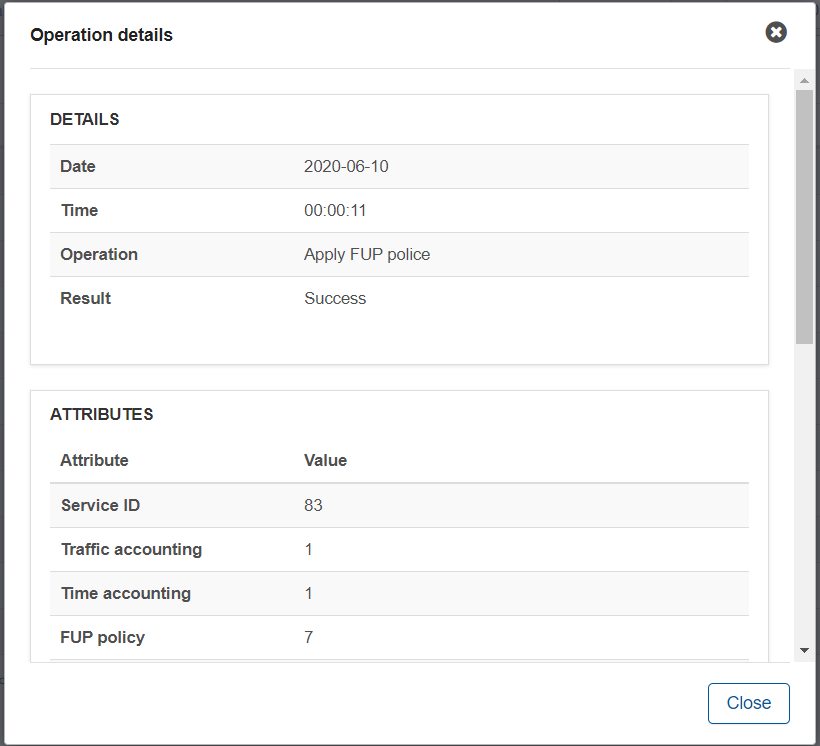 Operation details
DETAILS
Date 2020-06-10
Time 00:00:11
Operation Apply FUP police
Result Success
ATTRIBUTES
Attribute Value
Service ID 83
Traffic accounting 1
Time accounting 1
FUP policy 7
Close